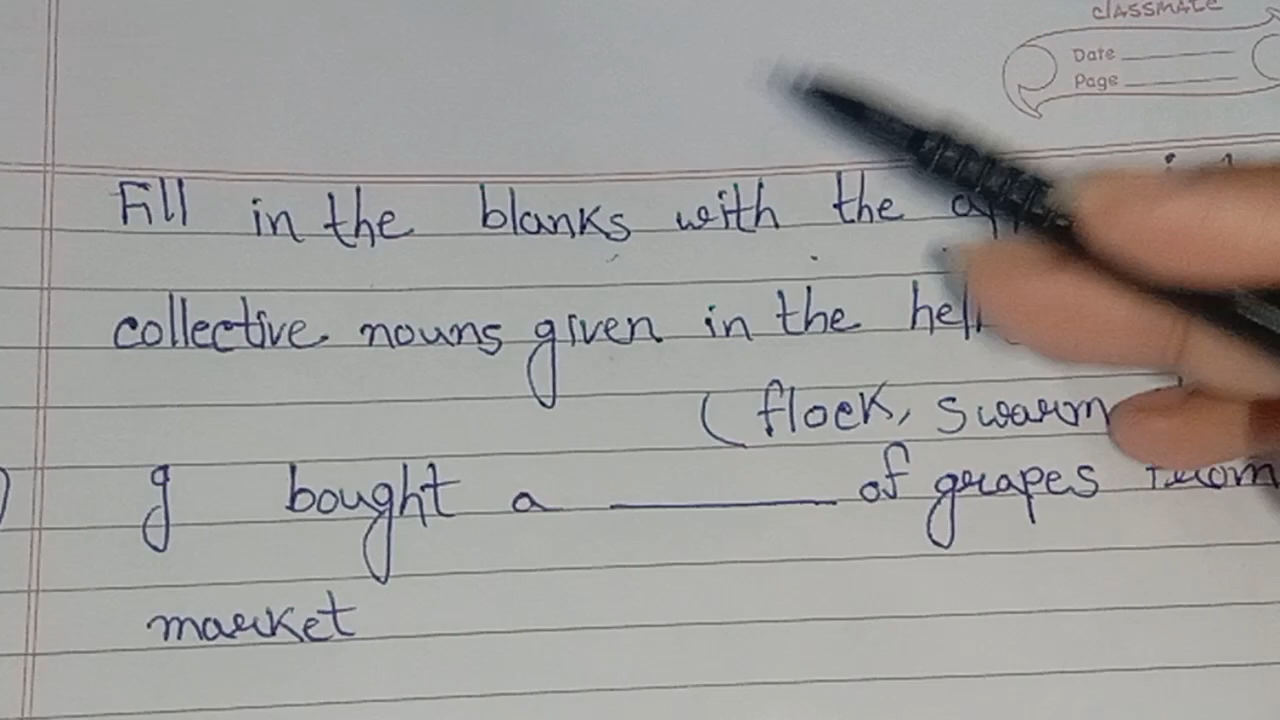 classmate
Date
Page
Fill in the blanks with the
collective nouns given in the
(flock, swarm
I bought a ______ of grapes from
market